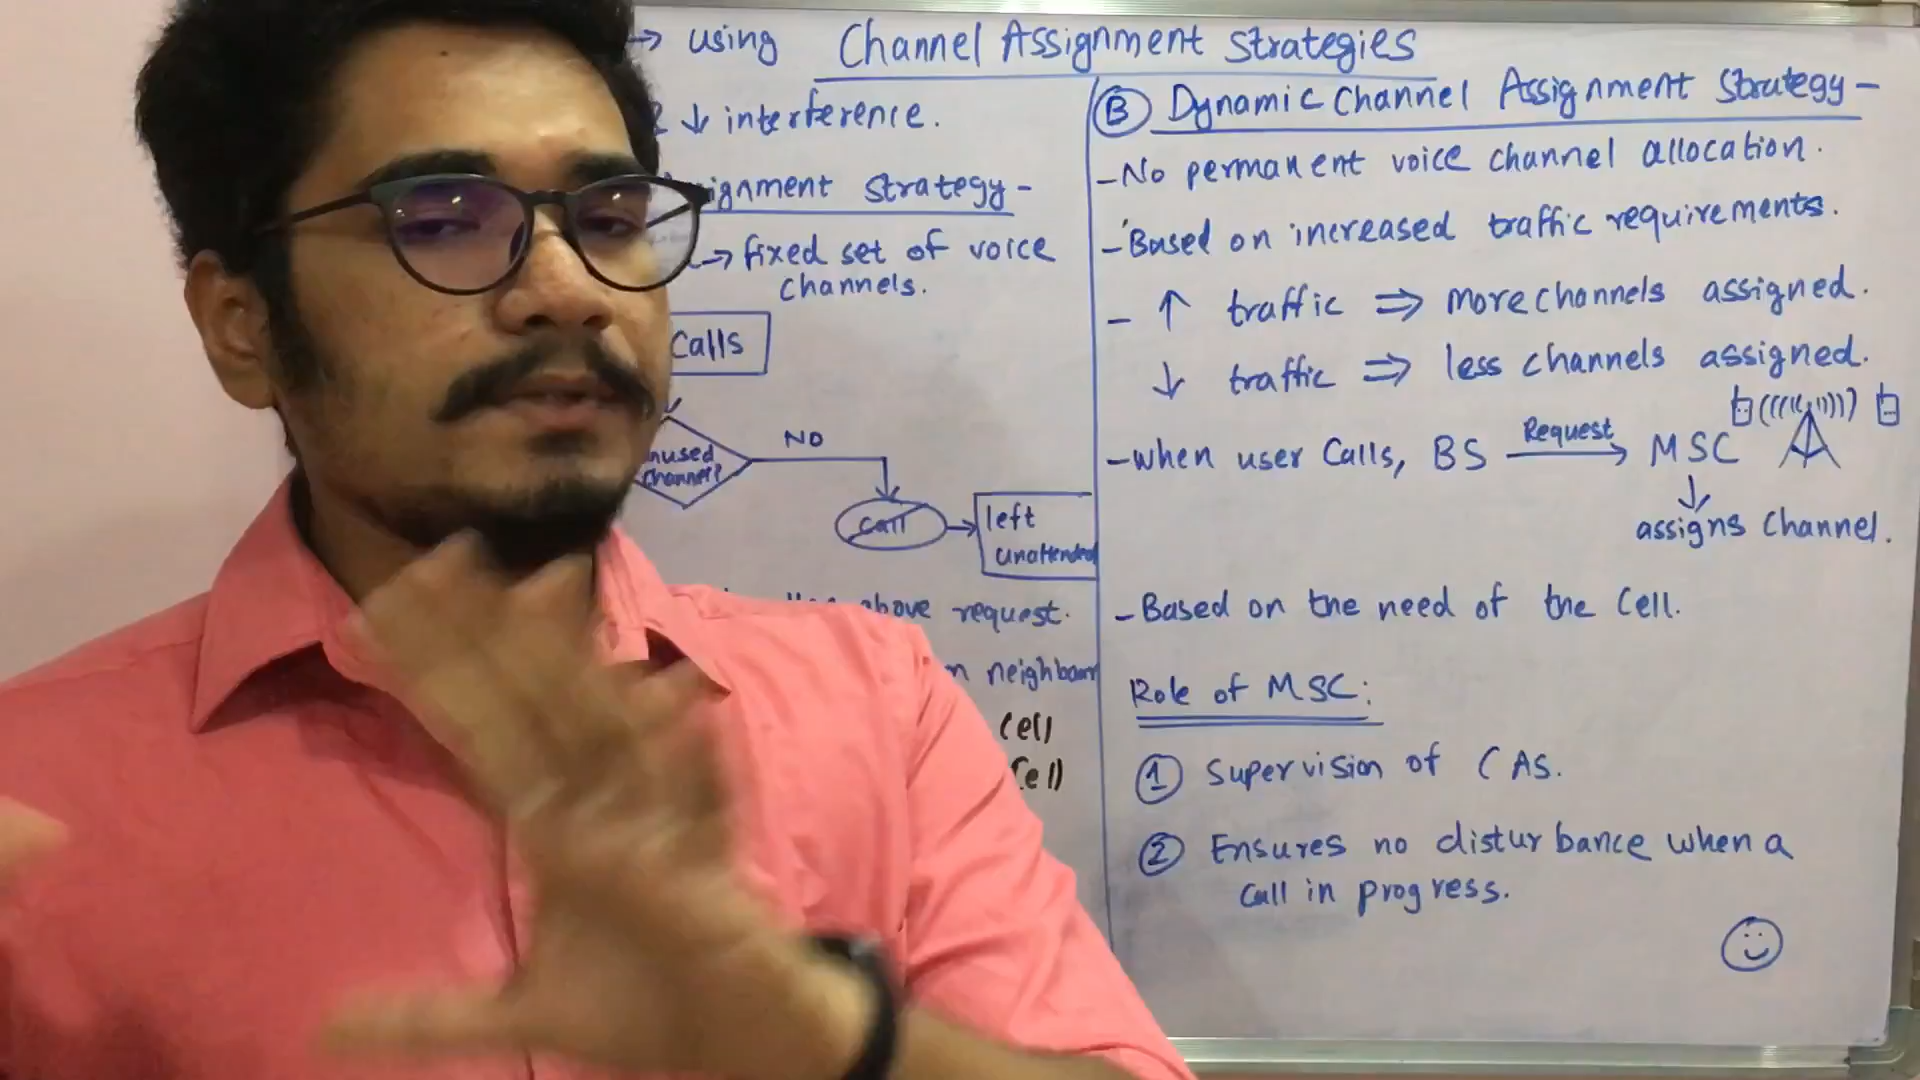 → using Channel Assignment Strategies
↓ interference.
signment strategy -
→ fixed set of voice
channels.
Calls
nused
channel?
NO
call
left
unattended
above request.
n neighbour
Cell
Cell
B Dynamic Channel Assignment Strategy -
- No permanent voice channel allocation.
- Based on increased traffic requirements.
- ↑ traffic ⇒ more channels assigned.
↓ traffic ⇒ less channels assigned.
- when user calls, BS Request → MSC
↓
assigns channel.
- Based on the need of the cell.
Role of MSC:
1 Supervision of CAS.
2 Ensures no disturbance when a
call in progress.